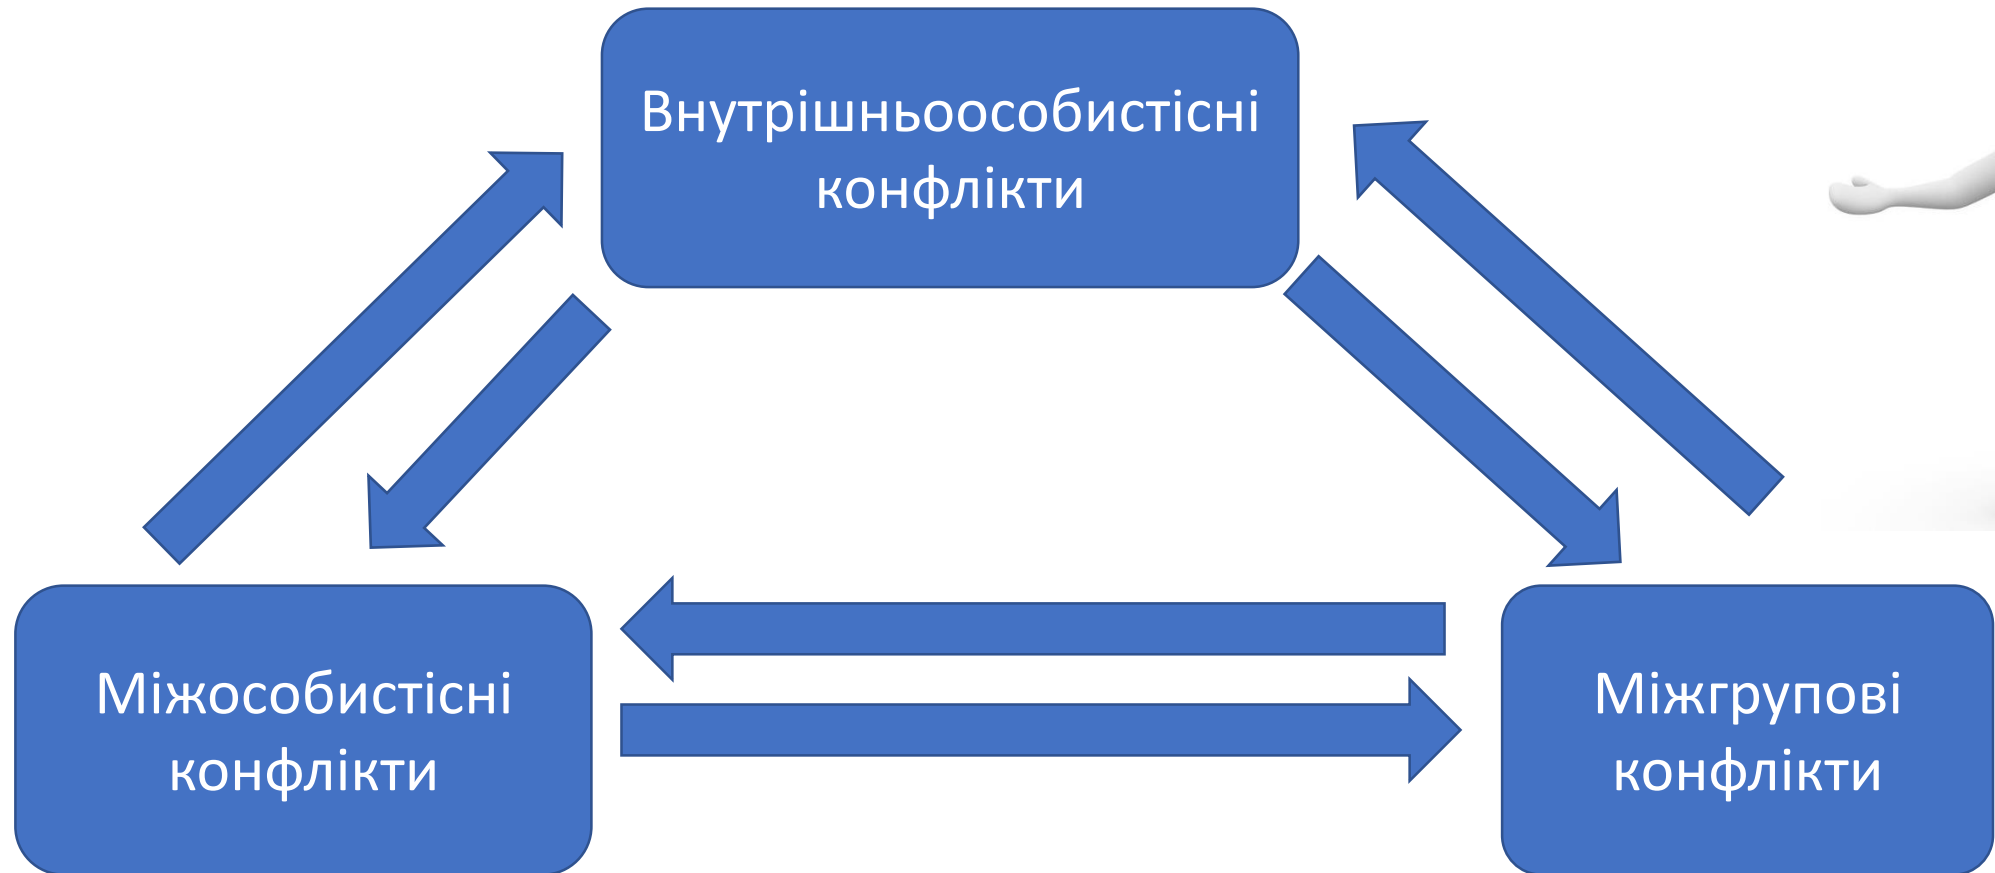 Внутрішньоособистісні
конфлікти
Міжособистісні
конфлікти
Міжгрупові
конфлікти